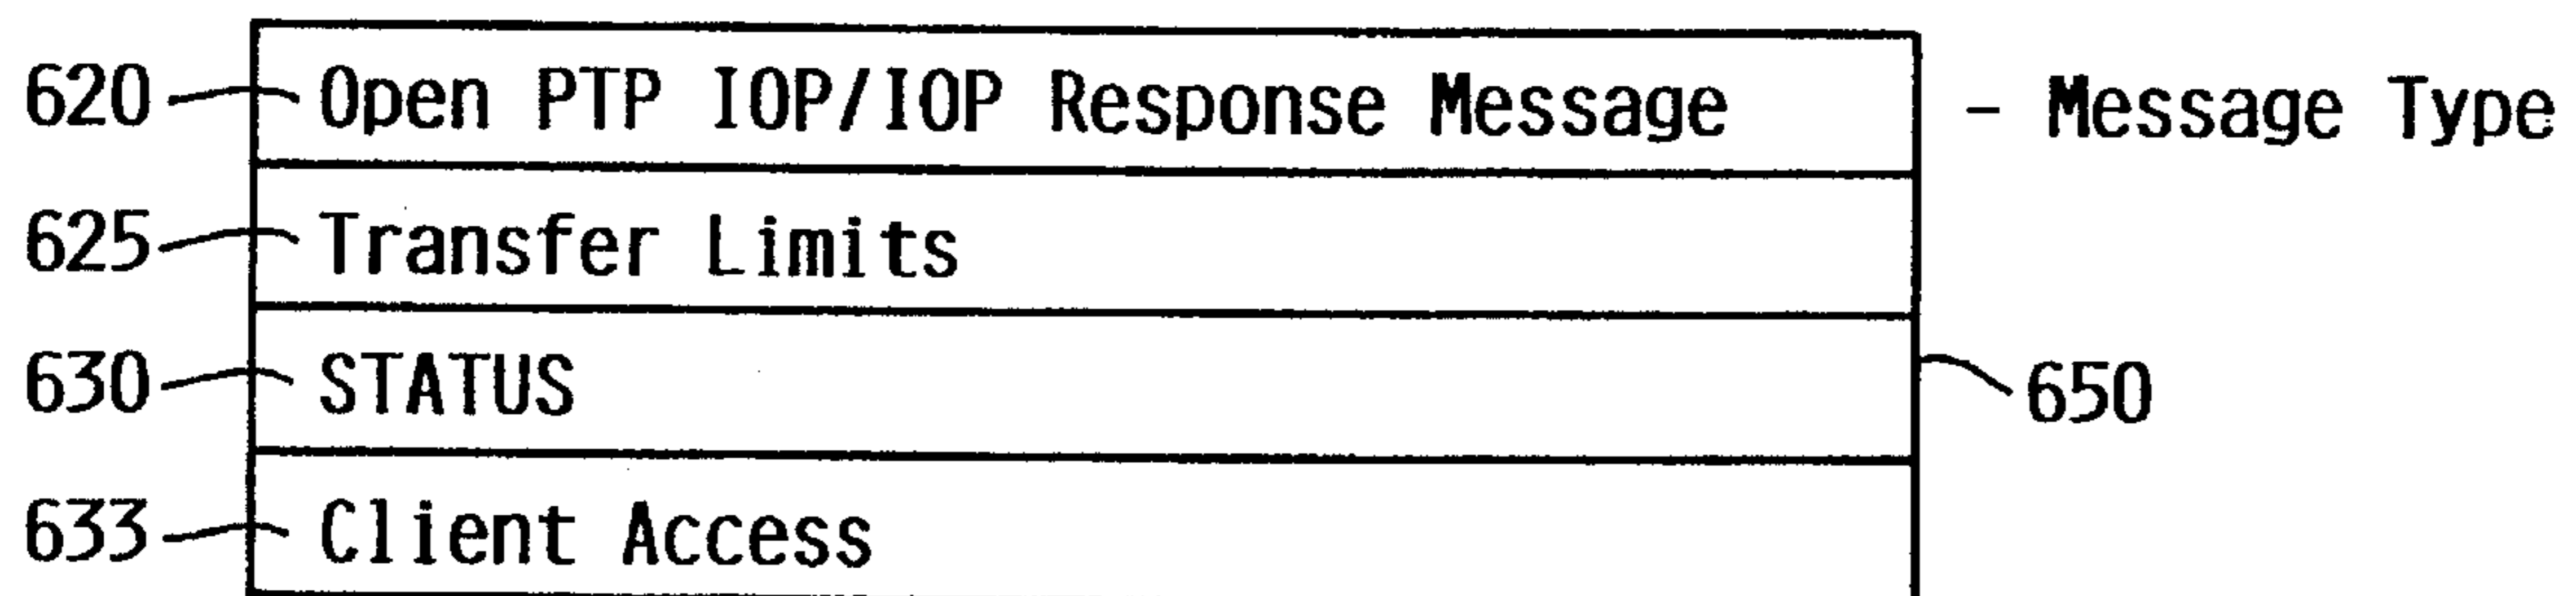 620 Open PTP IOP/IOP Response Message - Message Type
625 Transfer Limits
630 STATUS 650
633 Client Access